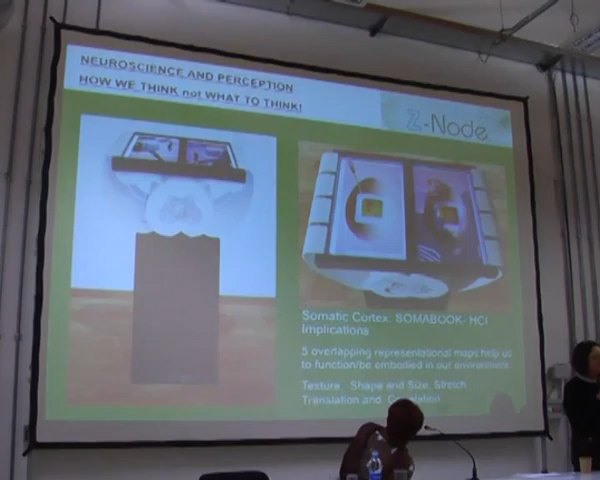 NEUROSCIENCE AND PERCEPTION
HOW WE THINK not WHAT TO THINK!
Z-Node
Somatic Cortex: SOMABOOK- HCI
Implications
5 overlapping representational maps help us
to function/be embodied in our environment.
Texture, Shape and Size, Stretch
Translation and